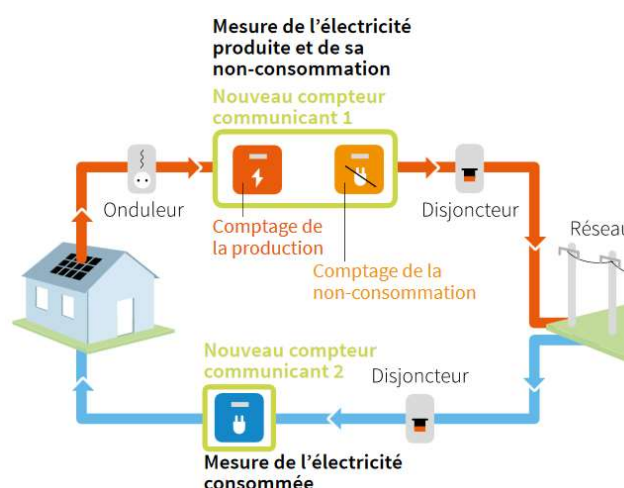 Mesure de l’électricité
produite et de sa
non-consommation
Nouveau compteur
communicant 1
Onduleur
Disjoncteur
Réseau
Comptage de
la production
Comptage de la
non-consommation
Nouveau compteur
communicant 2
Disjoncteur
Mesure de l’électricité
consommée